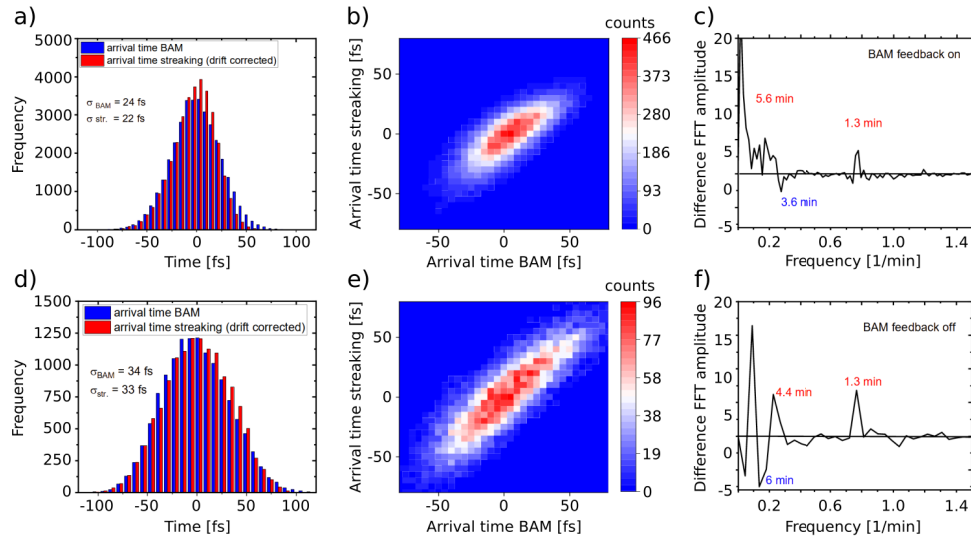 a)
5000
4000
3000
2000
1000
0
Frequency
arrival time BAM
arrival time streaking (drift corrected)
σ BAM = 24 fs
σ str. = 22 fs
-100 -50 0 50 100
Time [fs]
b)
counts
50
0
-50
Arrival time streaking [fs]
-50 0 50
Arrival time BAM [fs]
466
373
280
186
93
0
c)
20
15
10
5
0
-5
Difference FFT amplitude
BAM feedback on
5.6 min
1.3 min
3.6 min
0.2 0.6 1 1.4
Frequency [1/min]
d)
1500
1250
1000
750
500
250
0
Frequency
arrival time BAM
arrival time streaking (drift corrected)
σBAM = 34 fs
σstr. = 33 fs
-100 -50 0 50 100
Time [fs]
e)
counts
50
0
-50
Arrival time streaking [fs]
-50 0 50
Arrival time BAM [fs]
96
77
58
38
19
0
f)
20
15
10
5
0
-5
Difference FFT amplitude
BAM feedback off
4.4 min
1.3 min
6 min
0.2 0.6 1 1.4
Frequency [1/min]